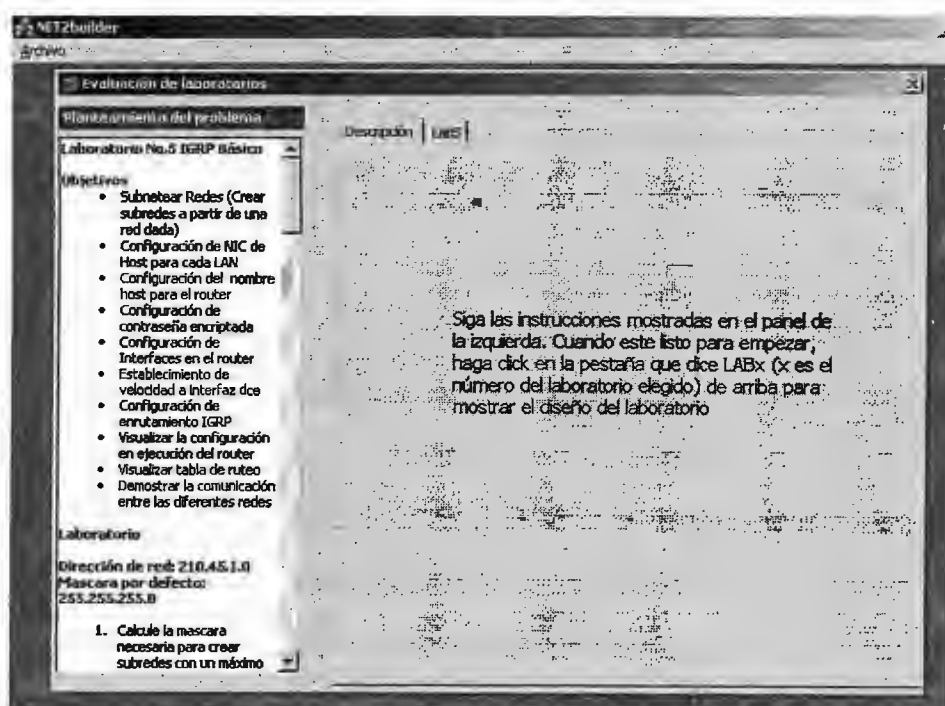 NET2builder
Archivo
Evaluación de laboratorios
Planteamiento del problema
Laboratorio No.5 IGRP Básico
Objetivos
• Subnetear Redes (Crear
subredes a partir de una
red dada)
• Configuración de NIC de
Host para cada LAN
• Configuración del nombre
host para el router
• Configuración de
contraseña encriptada
• Configuración de
Interfaces en el router
• Establecimiento de
velocidad a interfaz dce
• Configuración de
enrutamiento IGRP
• Visualizar la configuración
en ejecución del router
• Visualizar tabla de ruteo
• Demostrar la comunicación
entre las diferentes redes
Laboratorio
Dirección de red: 210.45.1.0
Mascara por defecto:
255.255.255.0
1. Calcule la mascara
necesaria para crear
subredes con un máximo
Descripción
LAB5
Siga las instrucciones mostradas en el panel de
la izquierda. Cuando este listo para empezar,
haga click en la pestaña que dice LABx (x es el
número del laboratorio elegido) de arriba para
mostrar el diseño del laboratorio